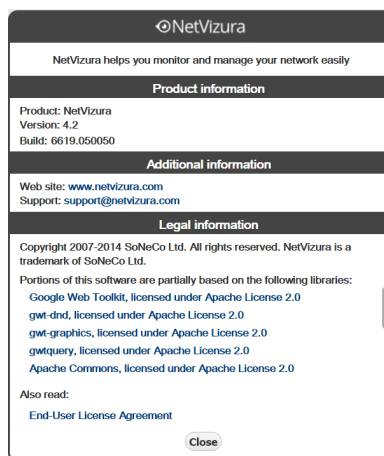 NetVizura
NetVizura helps you monitor and manage your network easily
Product information
Product: NetVizura
Version: 4.2
Build: 6619.050050
Additional information
Web site: www.netvizura.com
Support: support@netvizura.com
Legal information
Copyright 2007-2014 SoNeCo Ltd. All rights reserved. NetVizura is a
trademark of SoNeCo Ltd.
Portions of this software are partially based on the following libraries:
Google Web Toolkit, licensed under Apache License 2.0
gwt-dnd, licensed under Apache License 2.0
gwt-graphics, licensed under Apache License 2.0
gwtquery, licensed under Apache License 2.0
Apache Commons, licensed under Apache License 2.0
Also read:
End-User License Agreement
Close